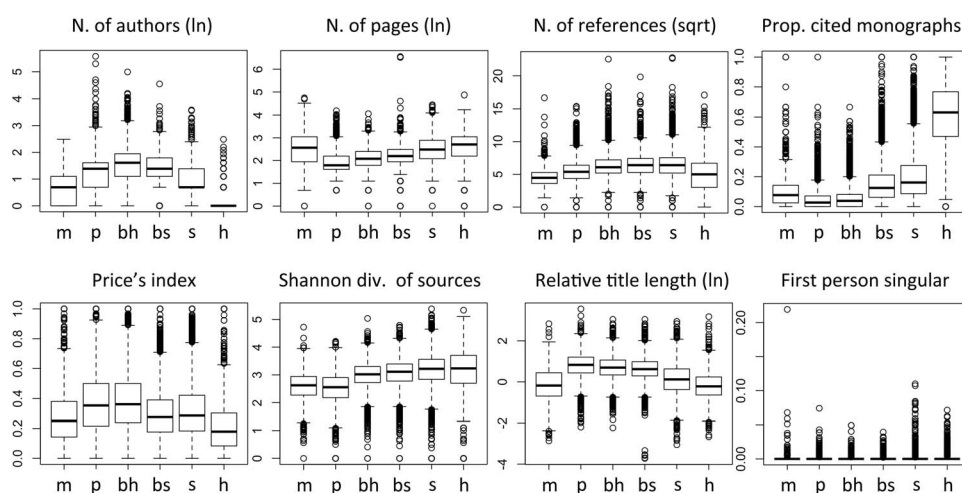 N. of authors (ln)
N. of pages (ln)
N. of references (sqrt)
Prop. cited monographs
5
4
3
2
1
0
m p bh bs s h
6
5
4
3
2
1
0
m p bh bs s h
20
15
10
5
0
m p bh bs s h
1.0
0.8
0.6
0.4
0.2
0.0
m p bh bs s h
Price's index
Shannon div. of sources
Relative title length (ln)
First person singular
1.0
0.8
0.6
0.4
0.2
0.0
m p bh bs s h
5
4
3
2
1
0
m p bh bs s h
2
0
-2
-4
m p bh bs s h
0.20
0.10
0.00
m p bh bs s h